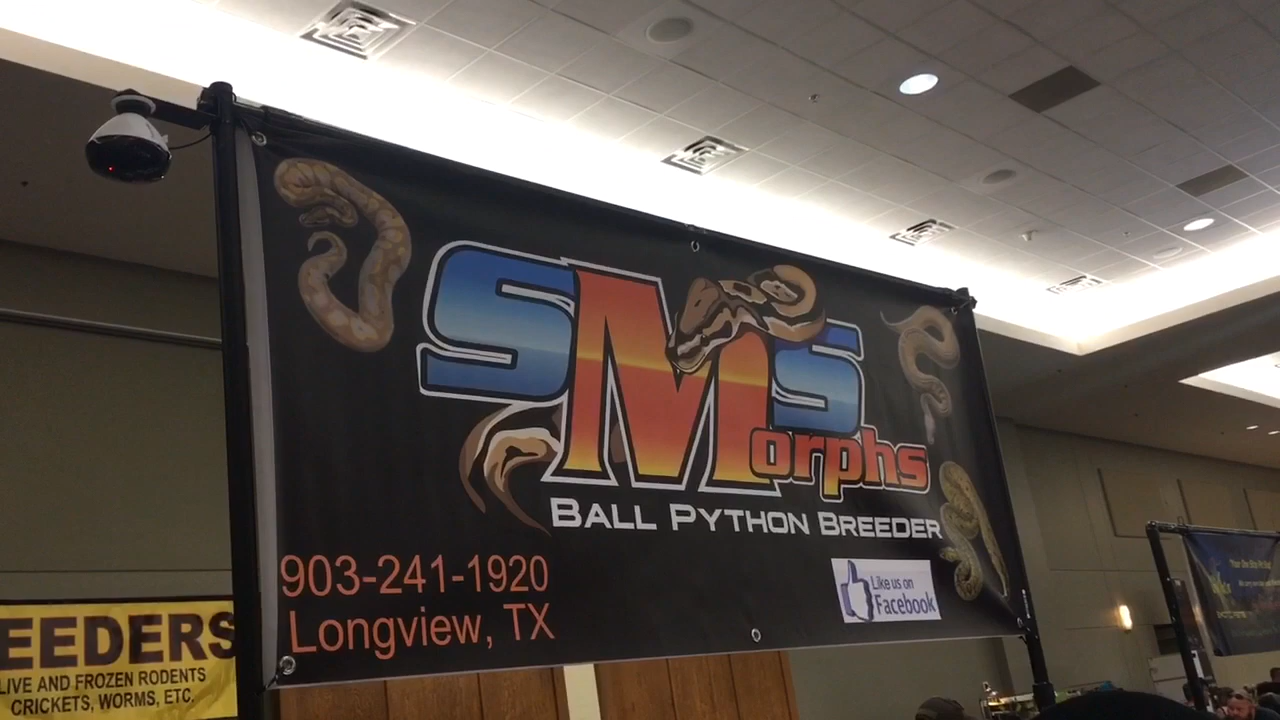 SMS
Morphs
BALL PYTHON BREEDER
903-241-1920
Longview, TX
Like us on
Facebook
EEDERS
LIVE AND FROZEN RODENTS
CRICKETS, WORMS, ETC.